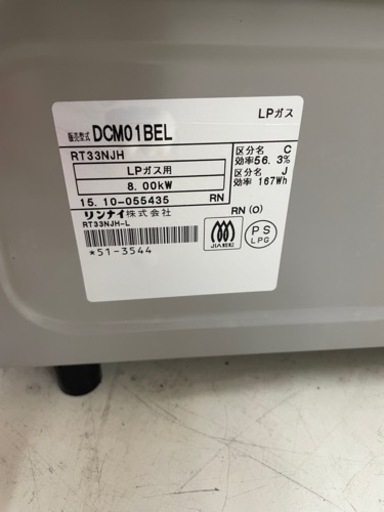 LPガス
販売型式 DCM01BEL
RT33NJH
LPガス用
8.00kW
15.10-055435 RN
リンナイ株式会社
RT33NJH-L
*51-3544
区分名 C
効率56.3%
区分名 J
効率 167Wh
RN(O)
JIA
PS
LPG